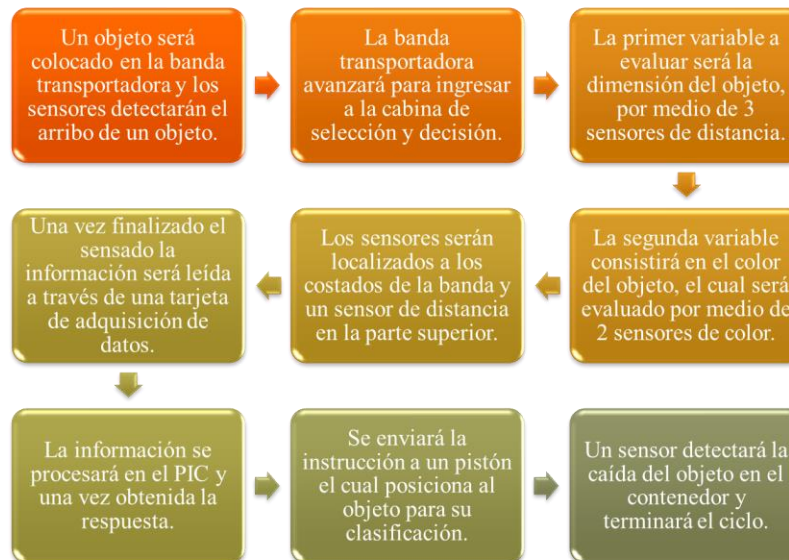 Un objeto será
colocado en la banda
transportadora y los
sensores detectarán el
arribo de un objeto.
La banda
transportadora
avanzará para ingresar
a la cabina de
selección y decisión.
La primer variable a
evaluar será la
dimensión del objeto,
por medio de 3
sensores de distancia.
La segunda variable
consistirá en el color
del objeto, el cual será
evaluado por medio de
2 sensores de color.
Los sensores serán
localizados a los
costados de la banda y
un sensor de distancia
en la parte superior.
Una vez finalizado el
sensado la
información será leída
a través de una tarjeta
de adquisición de
datos.
La información se
procesará en el PIC y
una vez obtenida la
respuesta.
Se enviará la
instrucción a un pistón
el cual posiciona al
objeto para su
clasificación.
Un sensor detectará la
caída del objeto en el
contenedor y
terminará el ciclo.